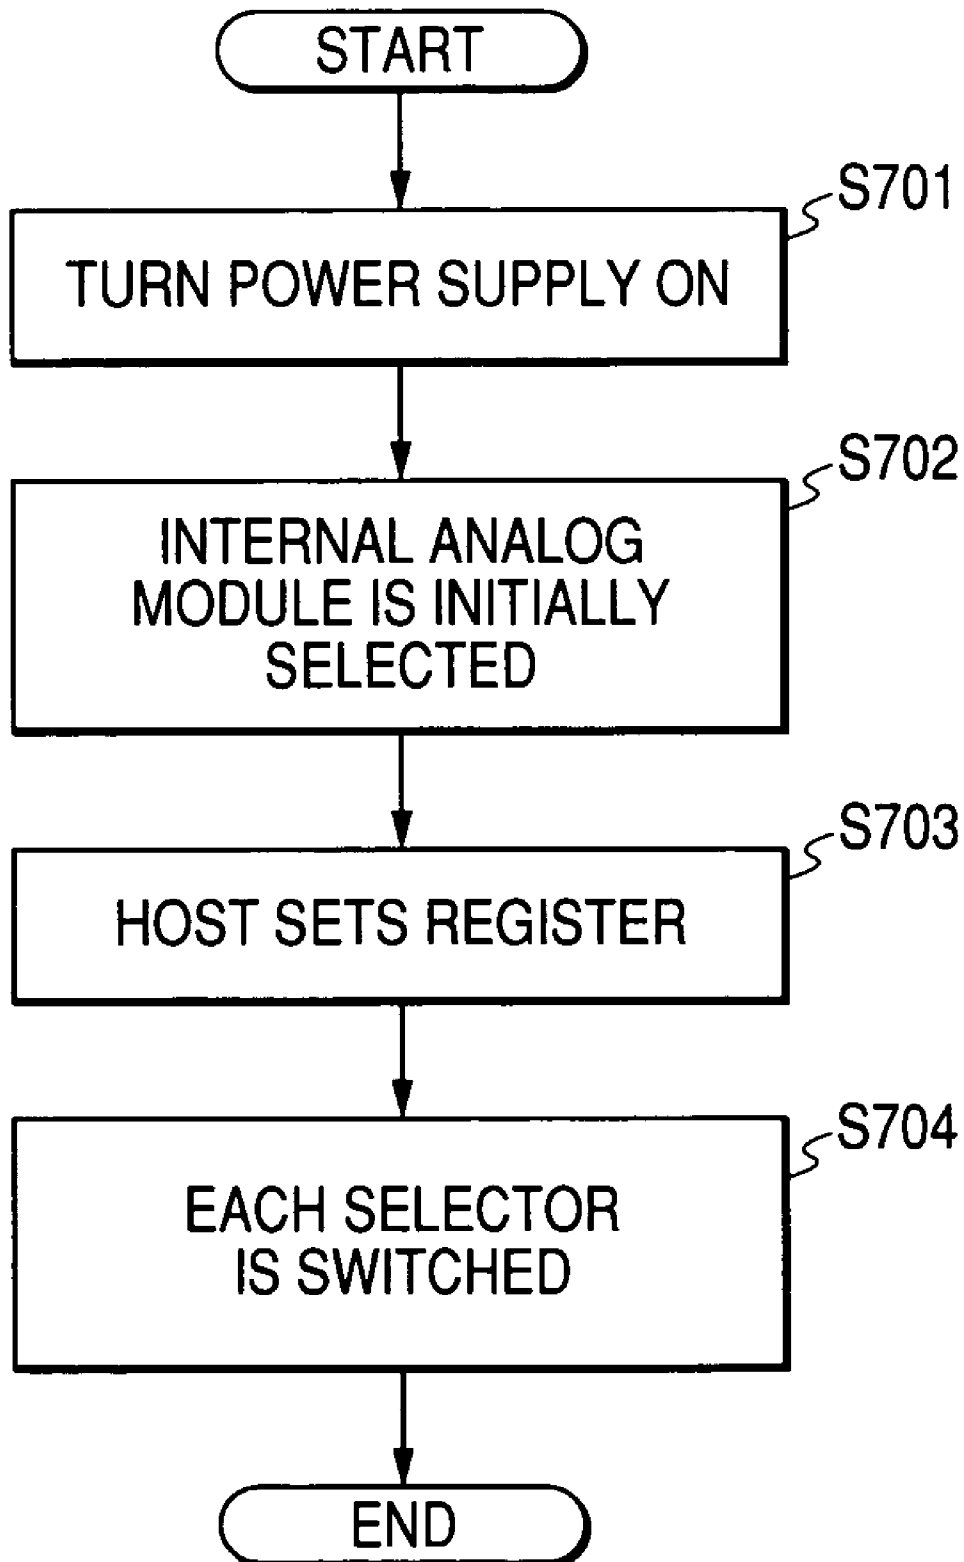 START
S701
TURN POWER SUPPLY ON
S702
INTERNAL ANALOG
MODULE IS INITIALLY
SELECTED
S703
HOST SETS REGISTER
S704
EACH SELECTOR
IS SWITCHED
END